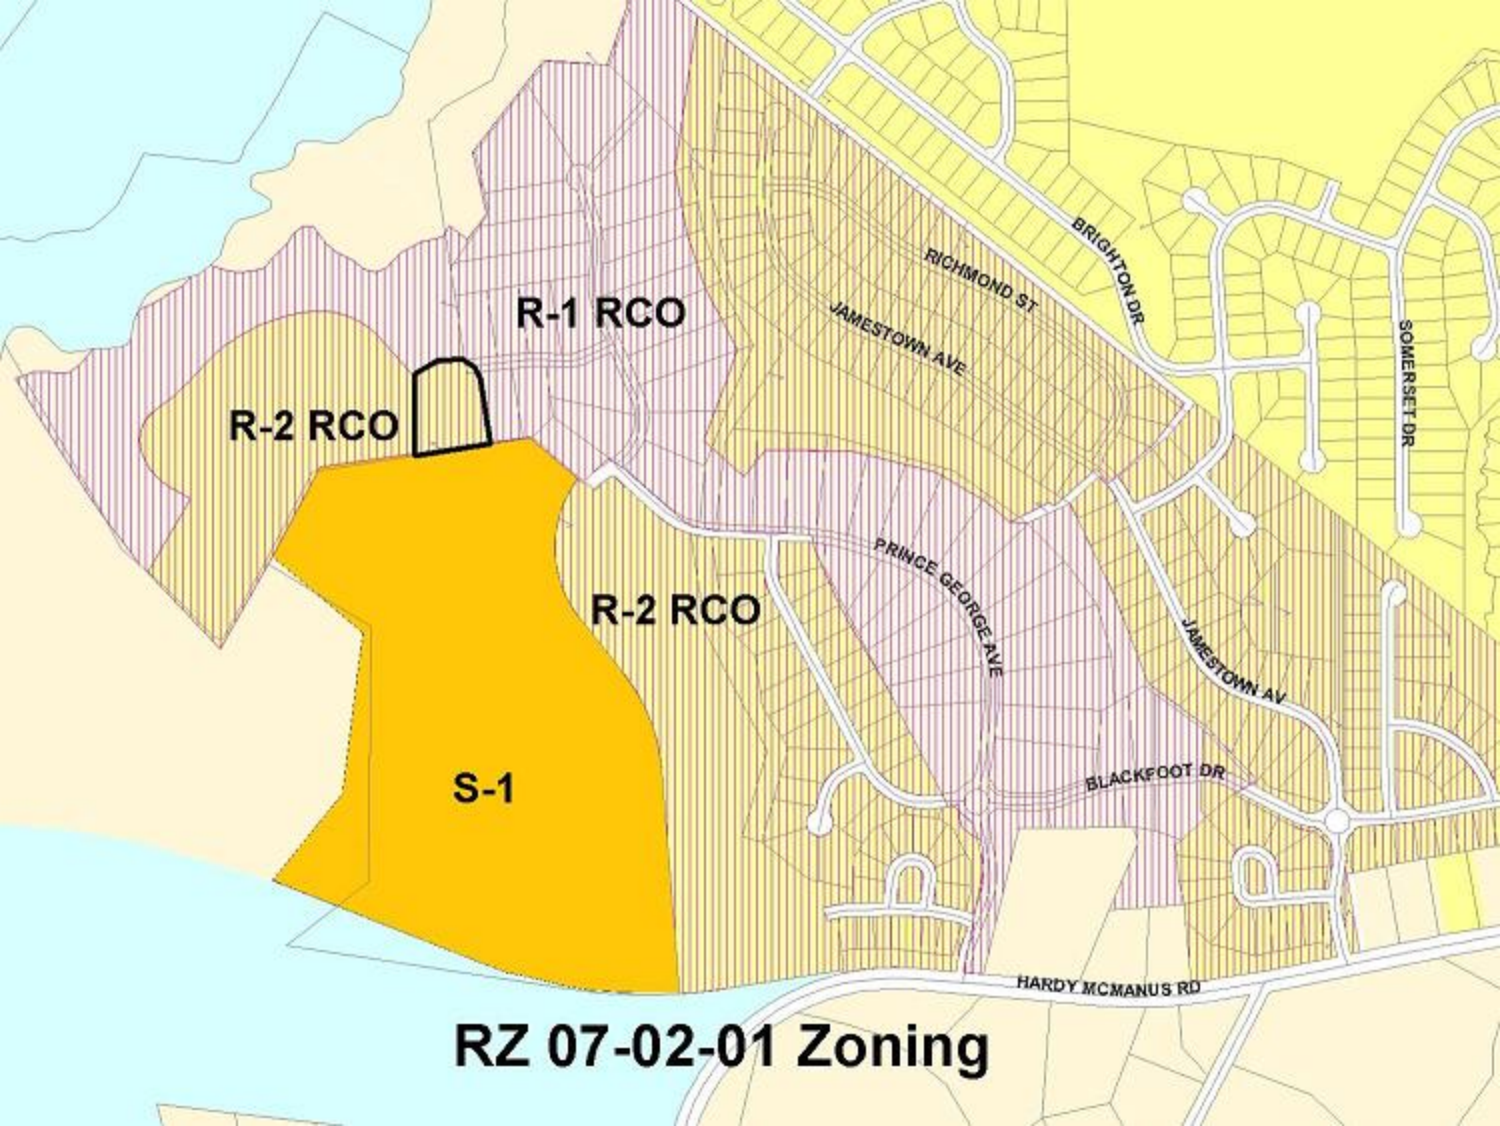 BRIGHTON DR
RICHMOND ST
R-1 RCO
JAMESTOWN AVE
SOMERSET DR
R-2 RCO
PRINCE GEORGE AVE
R-2 RCO
JAMESTOWN AV
S-1
BLACKFOOT DR
HARDY MCMANUS RD
RZ 07-02-01 Zoning